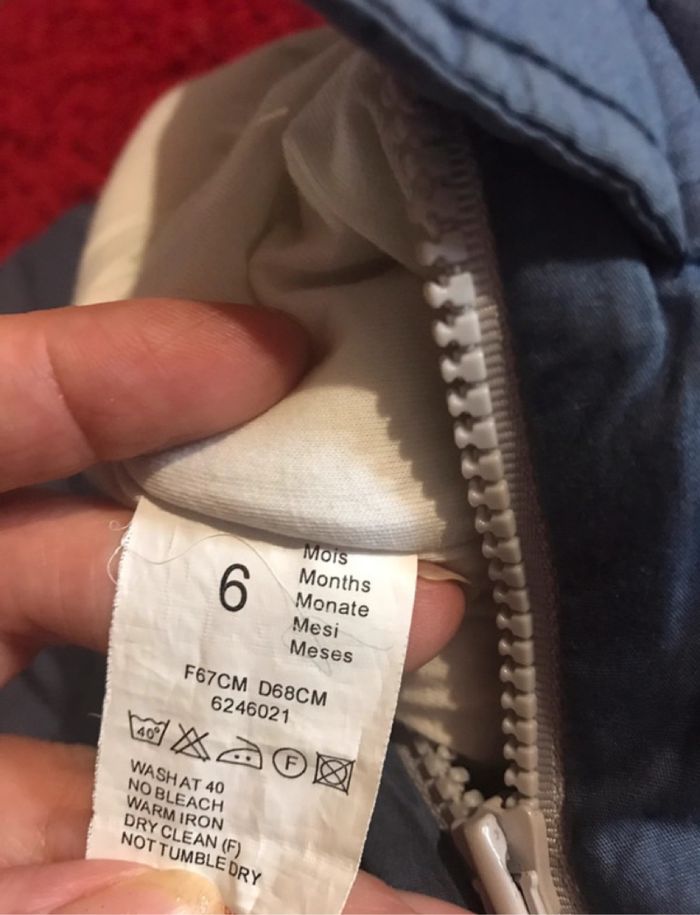 6
Mois
Months
Monate
Mesi
Meses
F67CM D68CM
6246021
40° F
WASH AT 40
NO BLEACH
WARM IRON
DRY CLEAN (F)
NOT TUMBLE DRY